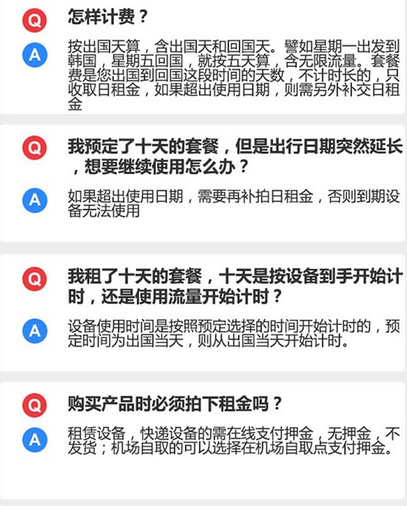 Q 怎样计费？
A 按出国天算，含出国天和回国天。譬如星期一出发到
韩国，星期五回国，就按五天算，含无限流量。套餐
费是您出国到回国这段时间的天数，不计时长的，只
收取日租金，如果超出使用日期，则需另外补交日租
金
Q 我预定了十天的套餐，但是出行日期突然延长
，想要继续使用怎么办？
A 如果超出使用日期，需要再补拍日租金，否则到期设
备无法使用
Q 我租了十天的套餐，十天是按设备到手开始计
时，还是使用流量开始计时？
A 设备使用时间是按照预定选择的时间开始计时的，预
定时间为出国当天，则从出国当天开始计时。
Q 购买产品时必须拍下租金吗？
A 租赁设备，快递设备的需在线支付押金，无押金，不
发货；机场自取的可以选择在机场自取点支付押金。